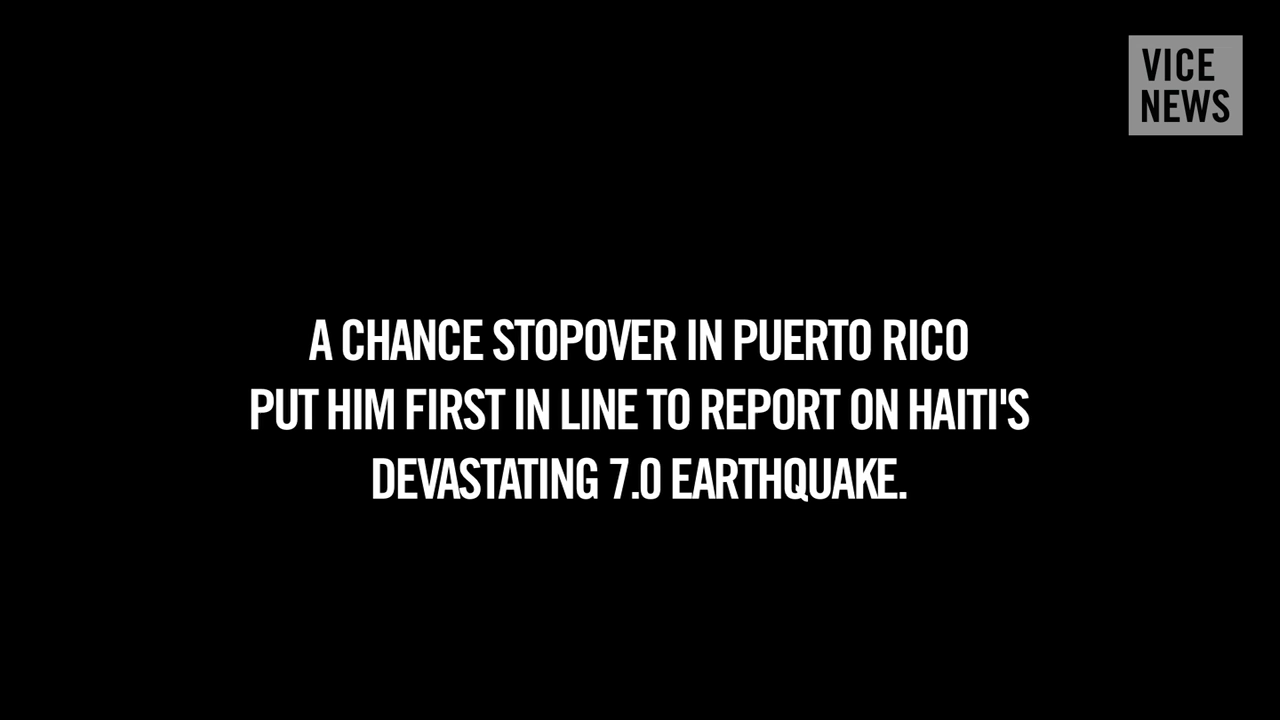 VICE
NEWS
A CHANCE STOPOVER IN PUERTO RICO
PUT HIM FIRST IN LINE TO REPORT ON HAITI'S
DEVASTATING 7.0 EARTHQUAKE.